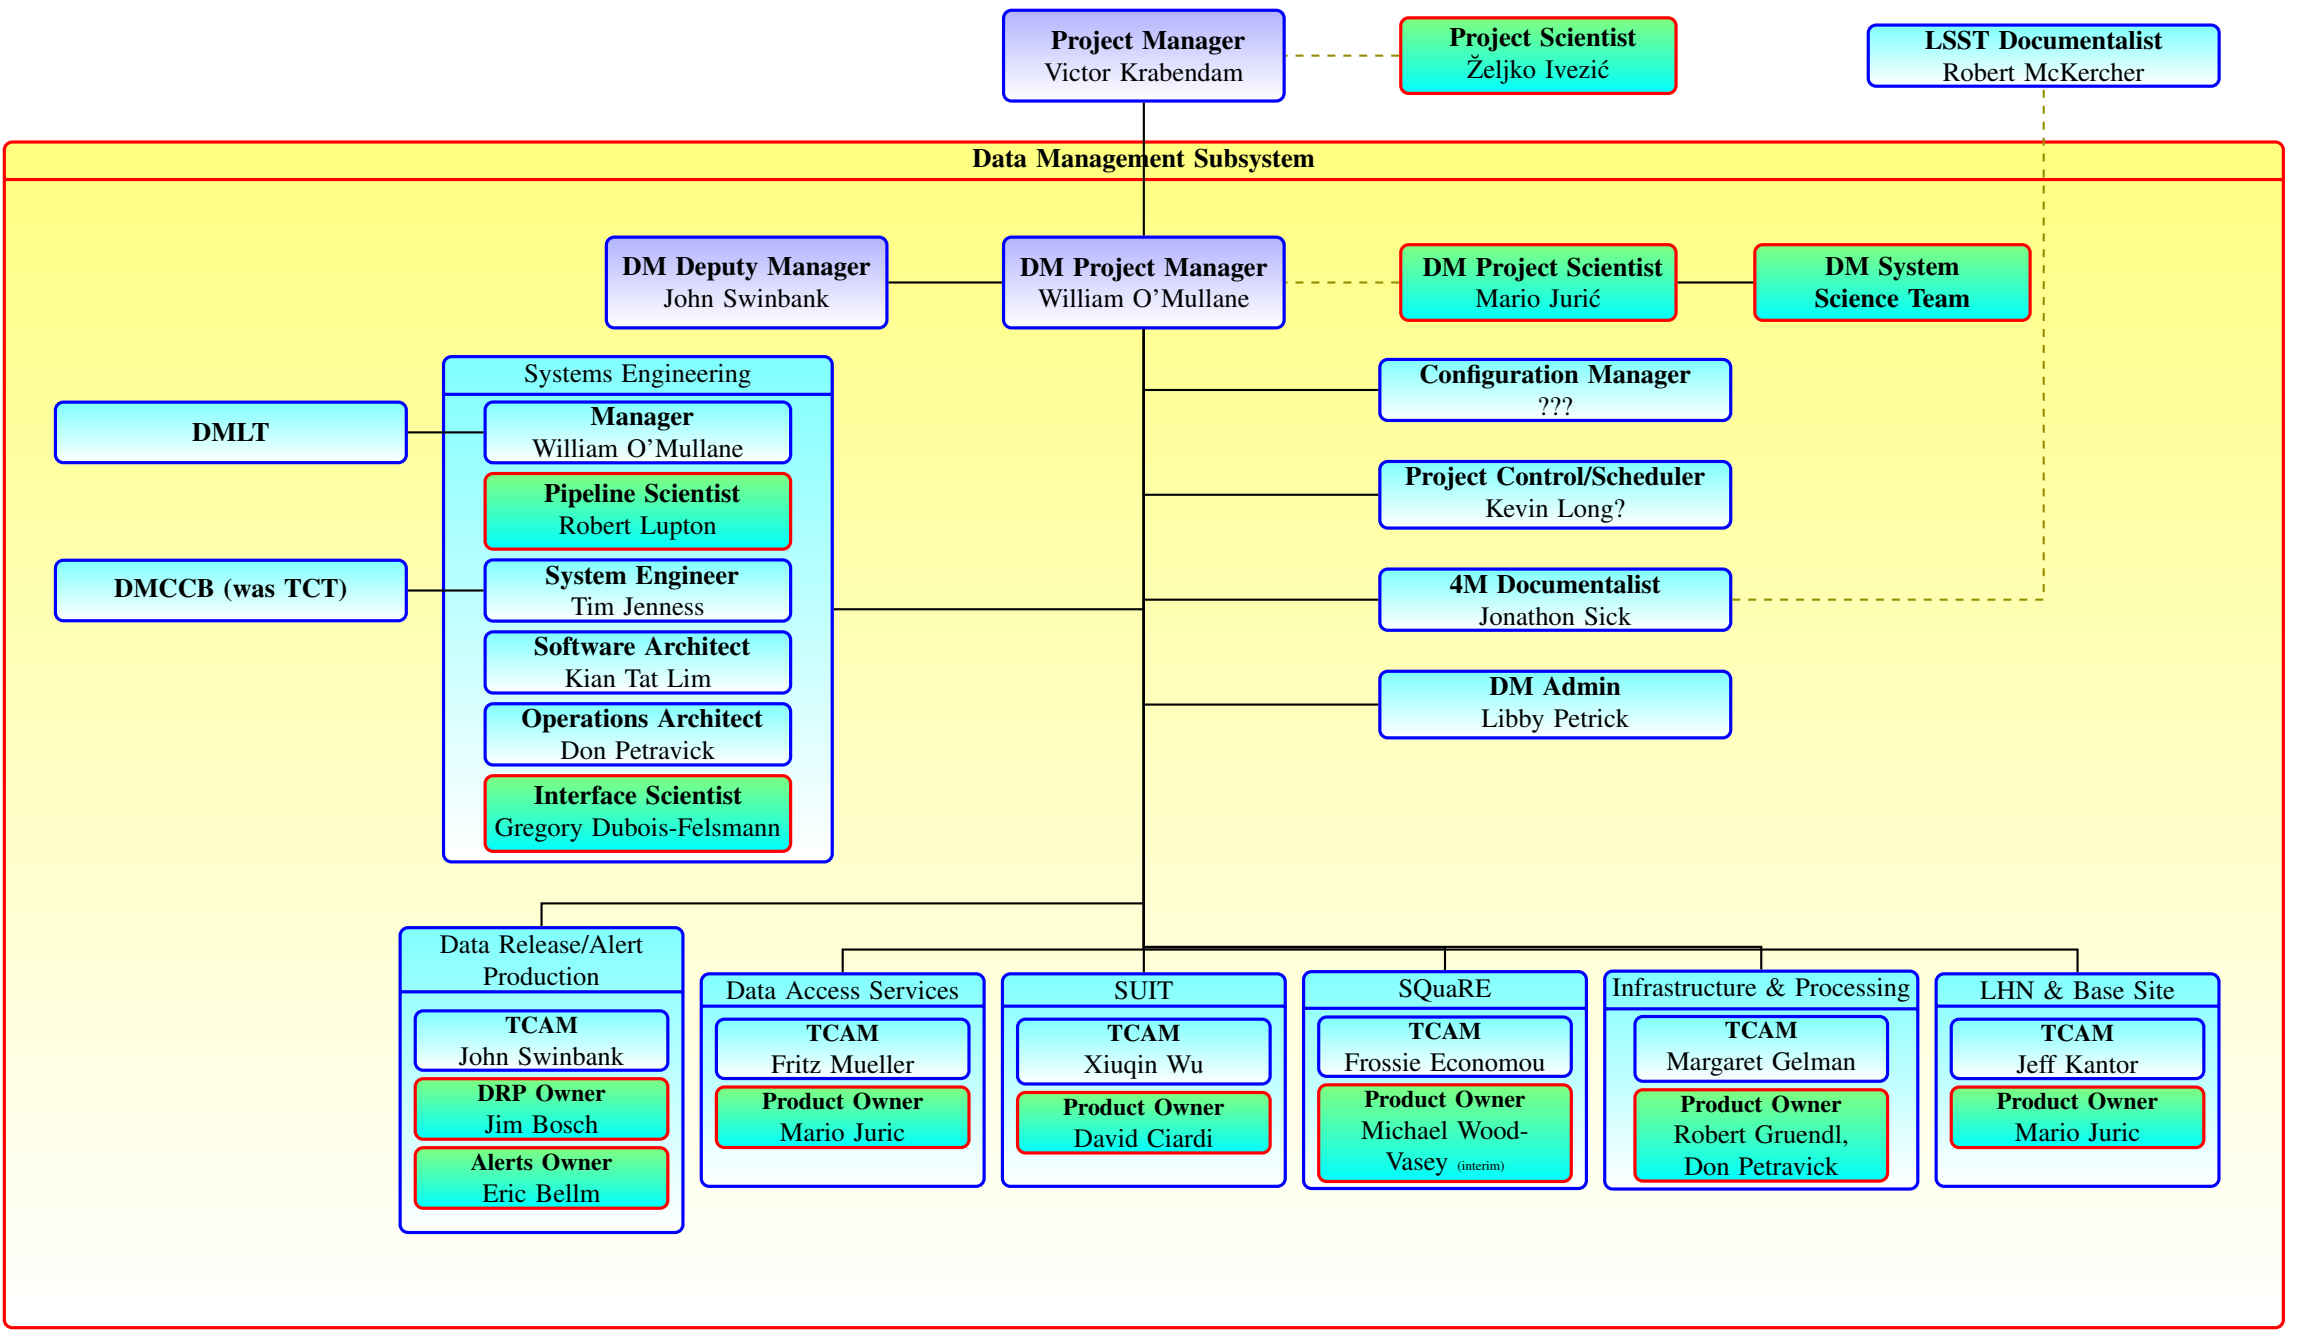 Project Manager
Victor Krabendam
Project Scientist
Željko Ivezić
LSST Documentalist
Robert McKercher
Data Management Subsystem
DM Deputy Manager
John Swinbank
DM Project Manager
William O'Mullane
DM Project Scientist
Mario Jurić
DM System
Science Team
Systems Engineering
DMLT
Manager
William O'Mullane
Pipeline Scientist
Robert Lupton
DMCCB (was TCT)
System Engineer
Tim Jenness
Software Architect
Kian Tat Lim
Operations Architect
Don Petravick
Interface Scientist
Gregory Dubois-Felsmann
Configuration Manager
???
Project Control/Scheduler
Kevin Long?
4M Documentalist
Jonathon Sick
DM Admin
Libby Petrick
Data Release/Alert
Production
TCAM
John Swinbank
DRP Owner
Jim Bosch
Alerts Owner
Eric Bellm
Data Access Services
TCAM
Fritz Mueller
Product Owner
Mario Juric
SUIT
TCAM
Xiuqin Wu
Product Owner
David Ciardi
SQuaRE
TCAM
Frossie Economou
Product Owner
Michael Wood-
Vasey (interim)
Infrastructure & Processing
TCAM
Margaret Gelman
Product Owner
Robert Gruendl,
Don Petravick
LHN & Base Site
TCAM
Jeff Kantor
Product Owner
Mario Juric